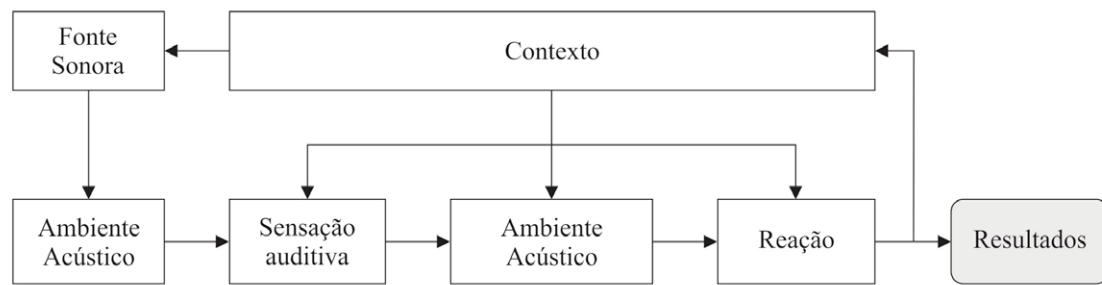 Fonte
Sonora
Contexto
Ambiente
Acústico
Sensação
auditiva
Ambiente
Acústico
Reação
Resultados